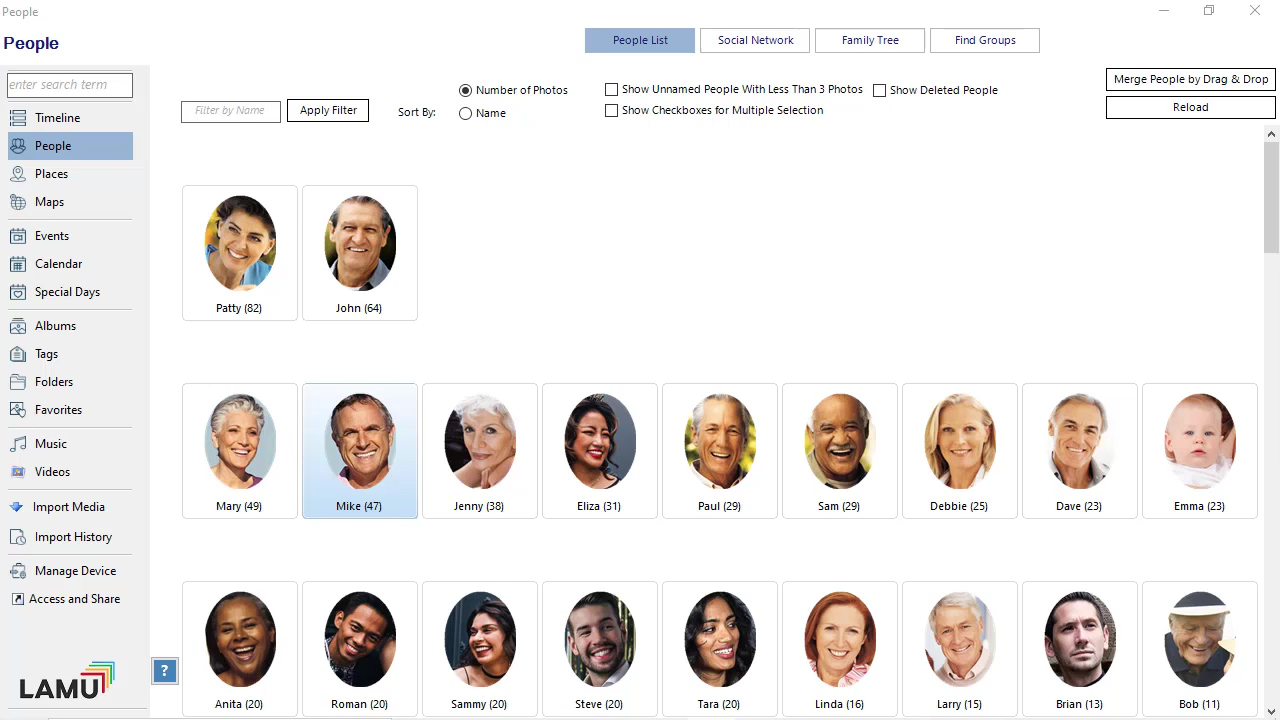 People
People
People List
Social Network
Family Tree
Find Groups
enter search term
Timeline
People
Places
Maps
Events
Calendar
Special Days
Albums
Tags
Folders
Favorites
Music
Videos
Import Media
Import History
Manage Device
Access and Share
LAMU
?
Filter by Name
Apply Filter
Sort By:
Number of Photos
Name
Show Unnamed People With Less Than 3 Photos
Show Checkboxes for Multiple Selection
Show Deleted People
Merge People by Drag & Drop
Reload
Patty (82)
John (64)
Mary (49)
Mike (47)
Jenny (38)
Eliza (31)
Paul (29)
Sam (29)
Debbie (25)
Dave (23)
Emma (23)
Anita (20)
Roman (20)
Sammy (20)
Steve (20)
Tara (20)
Linda (16)
Larry (15)
Brian (13)
Bob (11)